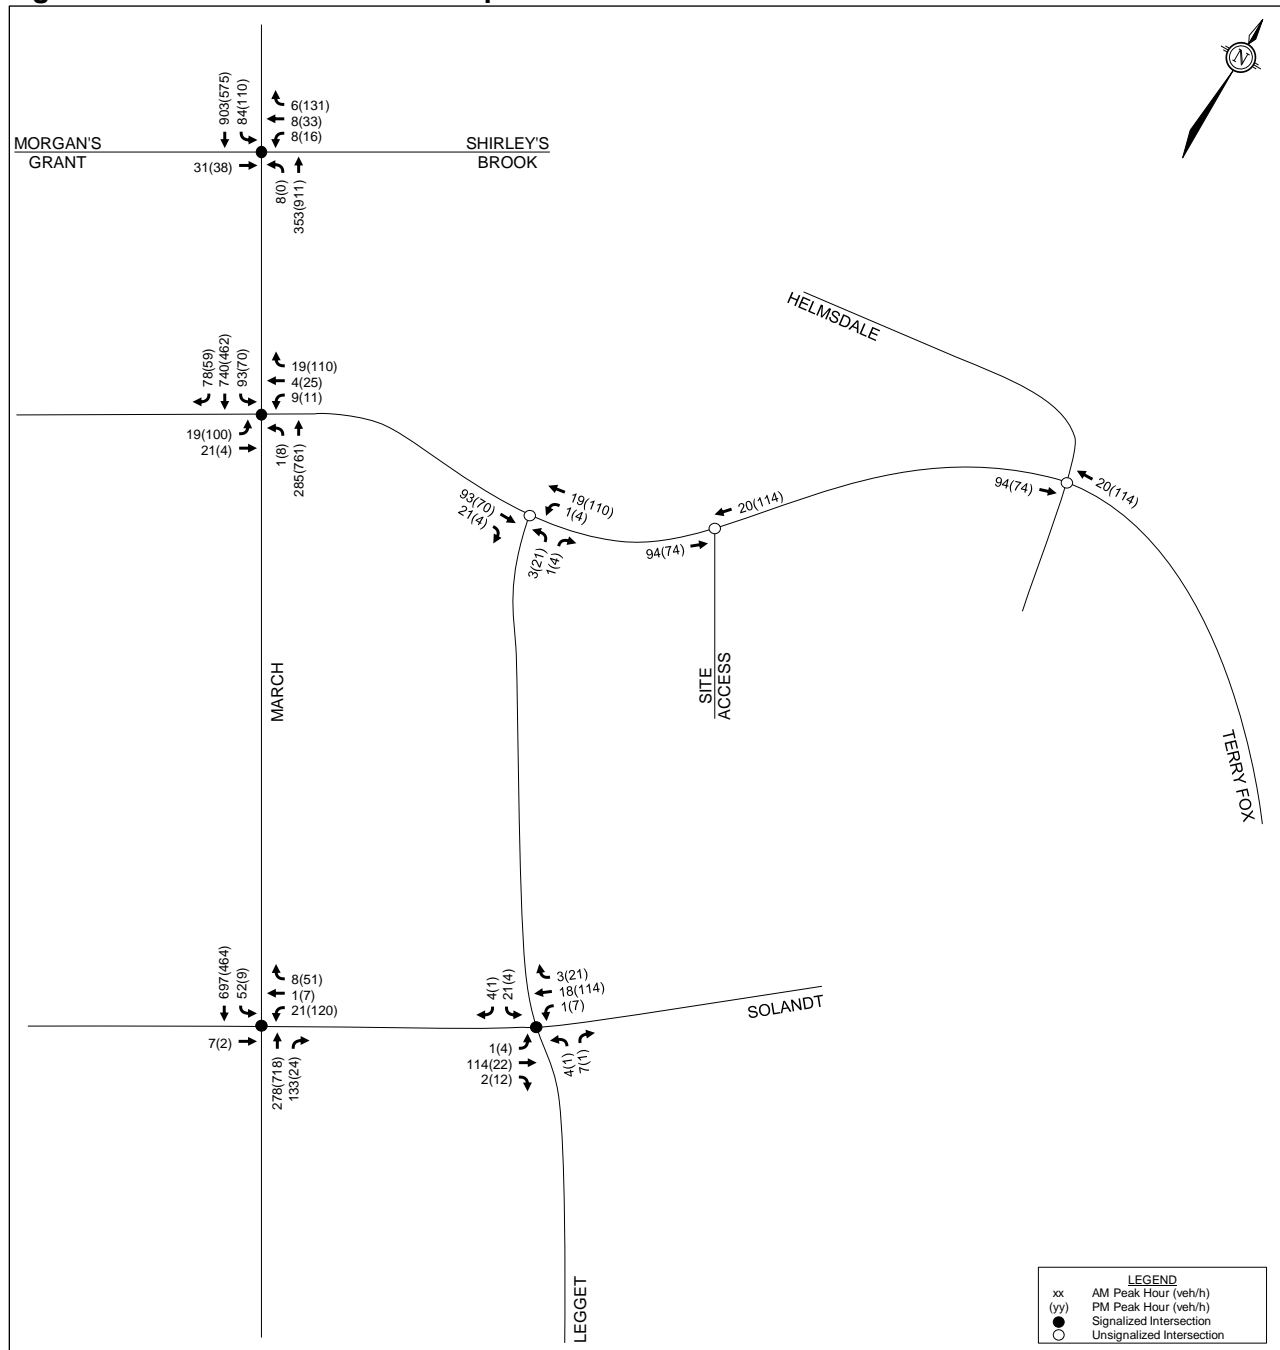 N
903(575)
84(110)
6(131)
8(33)
8(16)
MORGAN'S
GRANT
SHIRLEY'S
BROOK
31(38)
8(0)
353(911)
HELMSDALE
78(59)
740(462)
93(70)
19(110)
4(25)
9(11)
19(100)
21(4)
1(8)
285(761)
93(70)
21(4)
19(110)
1(4)
3(21)
1(4)
20(114)
94(74)
94(74)
20(114)
MARCH
SITE
ACCESS
TERRY FOX
697(464)
52(9)
8(51)
1(7)
21(120)
7(2)
278(718)
133(24)
4(1)
21(4)
3(21)
18(114)
1(7)
SOLANDT
1(4)
114(22)
2(12)
4(1)
7(1)
LEGGET
LEGEND
xx AM Peak Hour (veh/h)
(yy) PM Peak Hour (veh/h)
Signalized Intersection
Unsignalized Intersection